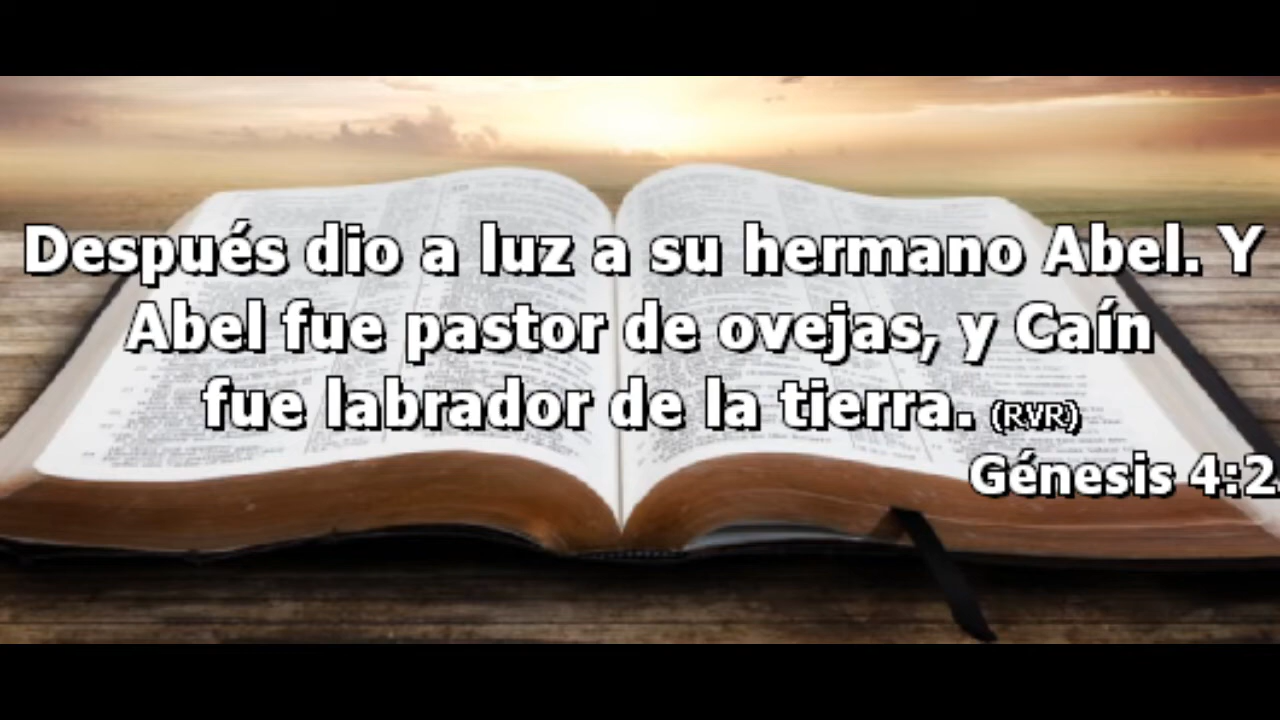 Después dio a luz a su hermano Abel. Y
Abel fue pastor de ovejas, y Caín
fue labrador de la tierra. (RVR)
Génesis 4:2